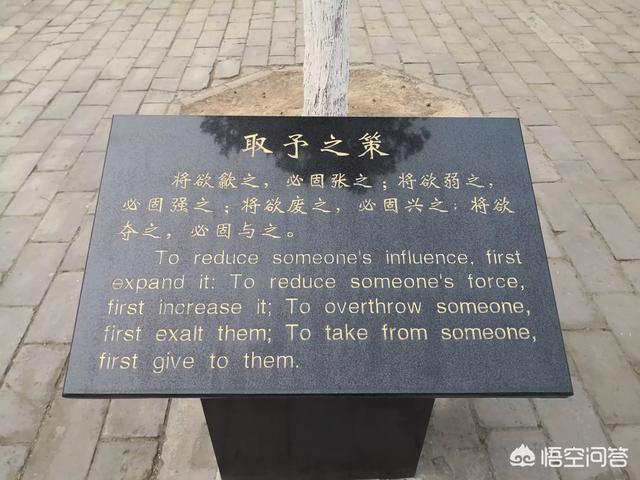 取予之策
将欲歙之，必固张之；将欲弱之，
必固强之；将欲废之，必固兴之；将欲
夺之，必固与之。
To reduce someone's influence, first
expand it: To reduce someone's force,
first increase it; To overthrow someone,
first exalt them; To take from someone,
first give to them.
悟空问答